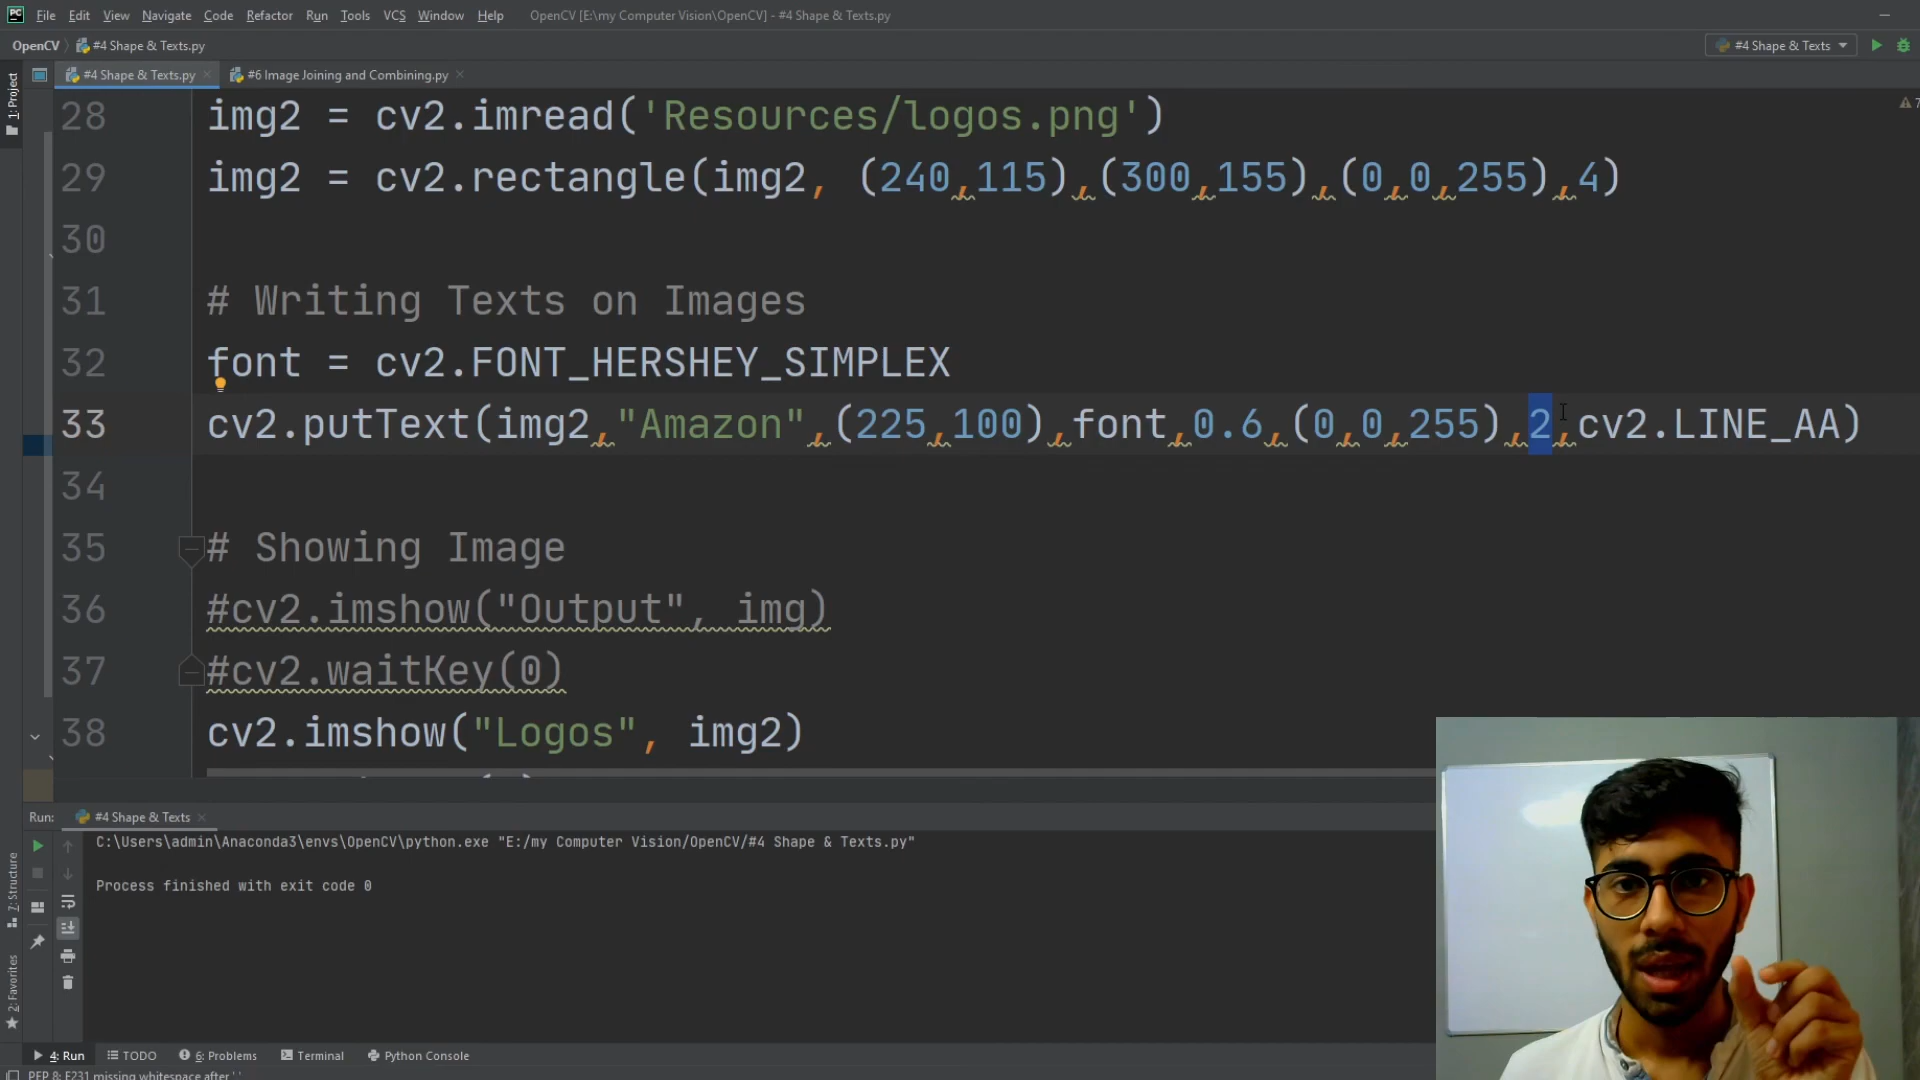 File Edit View Navigate Code Refactor Run Tools VCS Window Help OpenCV [E:\my Computer Vision\OpenCV] - #4 Shape & Texts.py
OpenCV #4 Shape & Texts.py #4 Shape & Texts
#4 Shape & Texts.py #6 Image Joining and Combining.py
1: Project
28 img2 = cv2.imread('Resources/logos.png')
29 img2 = cv2.rectangle(img2, (240,115),(300,155),(0,0,255),4)
30
31 # Writing Texts on Images
32 font = cv2.FONT_HERSHEY_SIMPLEX
33 cv2.putText(img2,"Amazon",(225,100),font,0.6,(0,0,255),2,cv2.LINE_AA)
34
35 # Showing Image
36 #cv2.imshow("Output", img)
37 #cv2.waitKey(0)
38 cv2.imshow("Logos", img2)
Run: #4 Shape & Texts
C:\Users\admin\Anaconda3\envs\OpenCV\python.exe "E:/my Computer Vision/OpenCV/#4 Shape & Texts.py"
Process finished with exit code 0
7: Structure
2: Favorites
4: Run TODO 6: Problems Terminal Python Console
PEP 8: E231 missing whitespace after ','